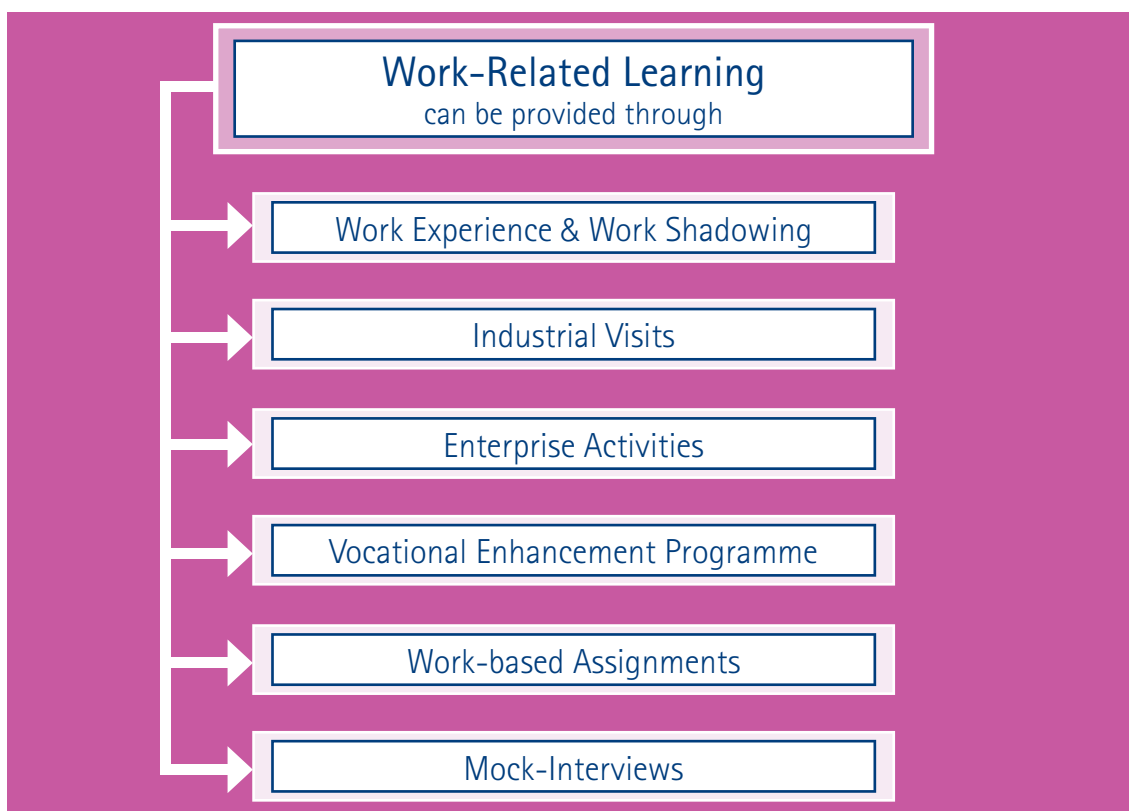 Work-Related Learning
can be provided through
Work Experience & Work Shadowing
Industrial Visits
Enterprise Activities
Vocational Enhancement Programme
Work-based Assignments
Mock-Interviews